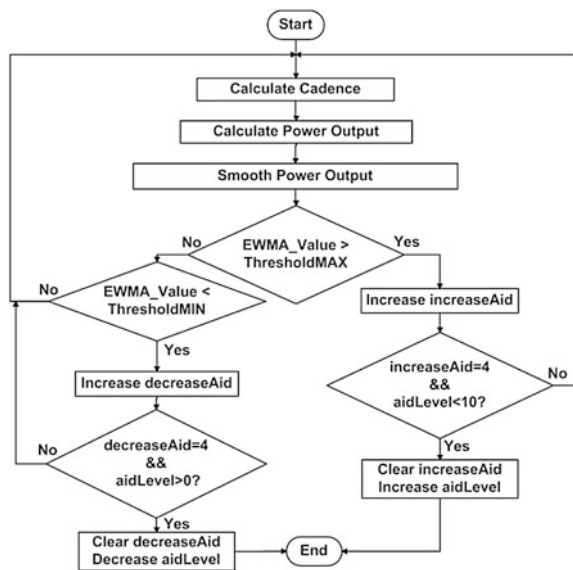 Start
Calculate Cadence
Calculate Power Output
Smooth Power Output
No
EWMA_Value >
ThresholdMAX
Yes
No
EWMA_Value <
ThresholdMIN
Increase increaseAid
Yes
Increase decreaseAid
increaseAid=4
&&
aidLevel<10?
No
No
decreaseAid=4
&&
aidLevel>0?
Yes
Clear increaseAid
Increase aidLevel
Yes
Clear decreaseAid
Decrease aidLevel
End